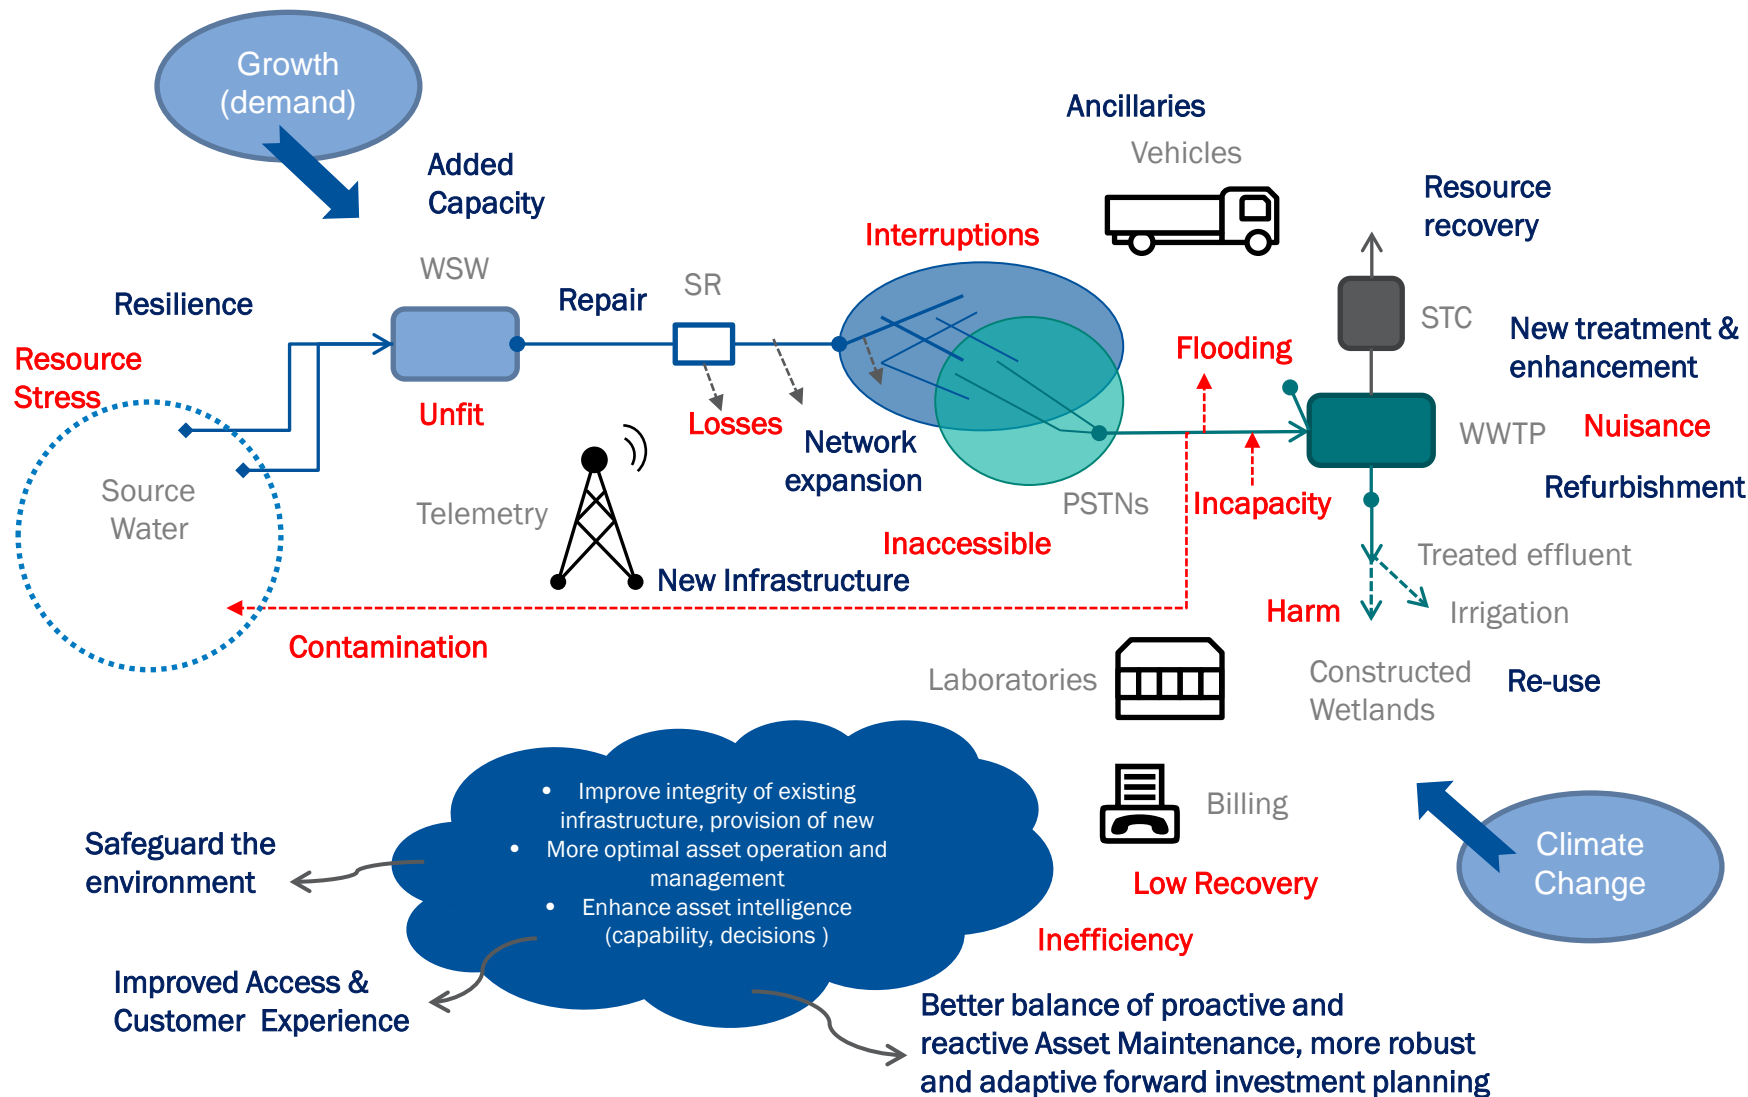 Growth
(demand)
Added
Capacity
Ancillaries
Vehicles
Resource
recovery
Interruptions
WSW
SR
Resilience
Repair
STC
New treatment &
enhancement
Resource
Stress
Flooding
Unfit
Losses
Network
expansion
WWTP
Nuisance
Refurbishment
Source
Water
Telemetry
PSTNs
Incapacity
Inaccessible
Treated effluent
New Infrastructure
Harm
Irrigation
Contamination
Laboratories
Constructed
Wetlands
Re-use
• Improve integrity of existing
infrastructure, provision of new
• More optimal asset operation and
management
• Enhance asset intelligence
(capability, decisions )
Billing
Safeguard the
environment
Climate
Change
Low Recovery
Inefficiency
Improved Access &
Customer Experience
Better balance of proactive and
reactive Asset Maintenance, more robust
and adaptive forward investment planning